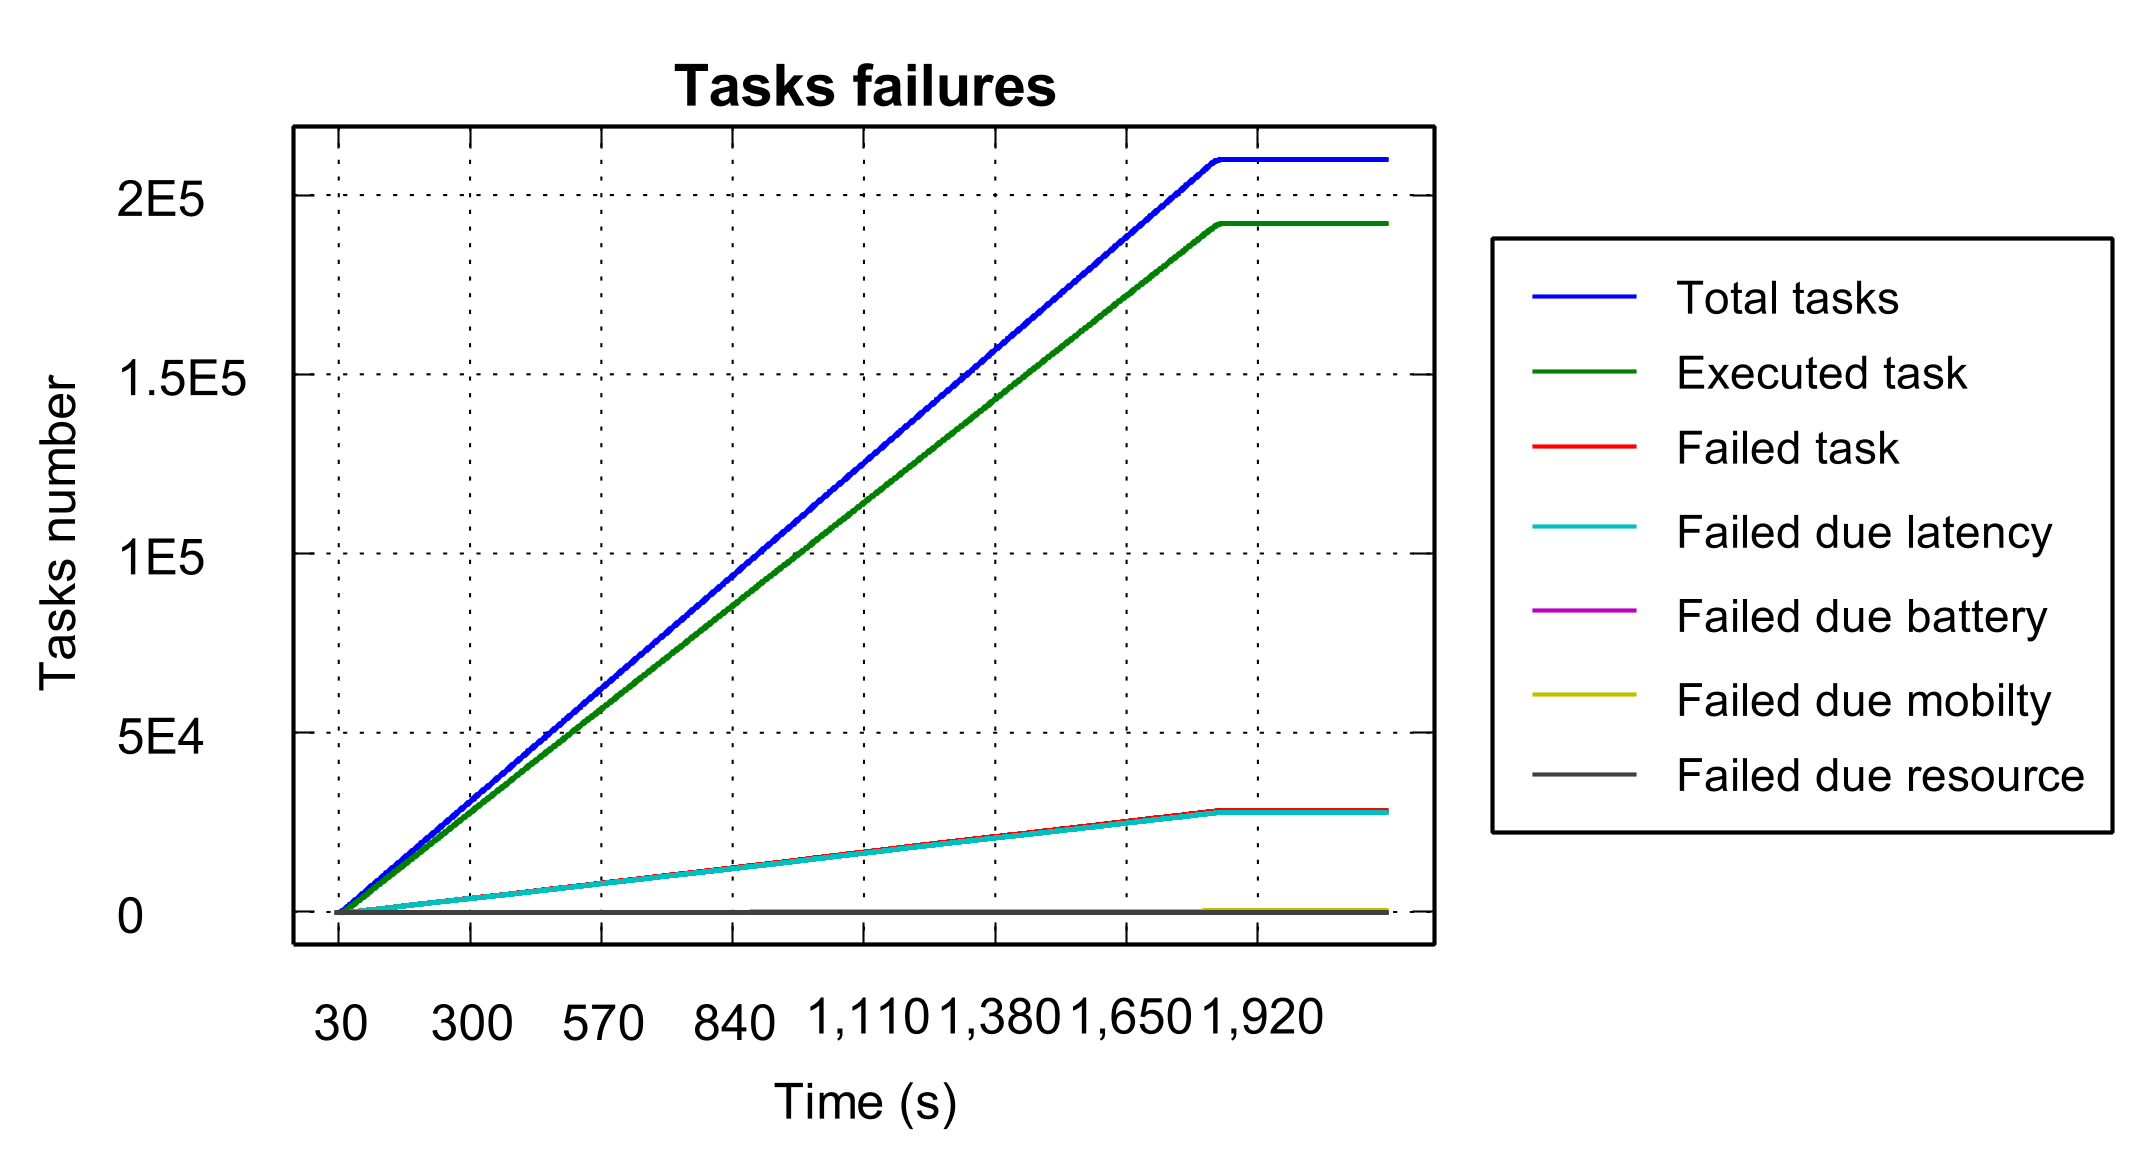 Tasks failures
2E5
1.5E5
1E5
5E4
0
Tasks number
30 300 570 840 1,110 1,380 1,650 1,920
Time (s)
Total tasks
Executed task
Failed task
Failed due latency
Failed due battery
Failed due mobilty
Failed due resource